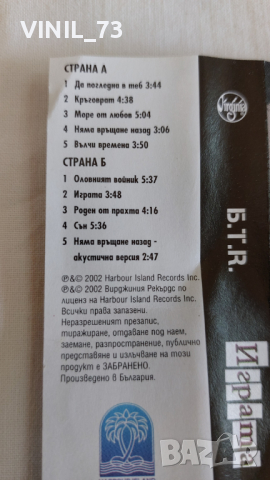 VINIL_73
СТРАНА А
1 Да погледна в теб 3:44
2 Кръговрат 4:38
3 Море от любов 5:04
4 Няма връщане назад 3:06
5 Вълчи времена 3:50
СТРАНА Б
1 Оловният войник 5:37
2 Играта 3:48
3 Роден от прахта 4:16
4 Сън 5:36
5 Няма връщане назад -
акустична версия 2:47
℗&© 2002 Harbour Island Records Inc.
℗&© 2002 Вирджиния Рекърдс по
лиценз на Harbour Island Records Inc.
Всички права запазени.
Неразрешеният презапис,
тиражиране, отдаване под наем,
заемане, разпространение, публично
представяне и излъчване на този
продукт е ЗАБРАНЕНО.
Произведено в България.
Virginia
Б.Т.R.
Играта
BAZAR